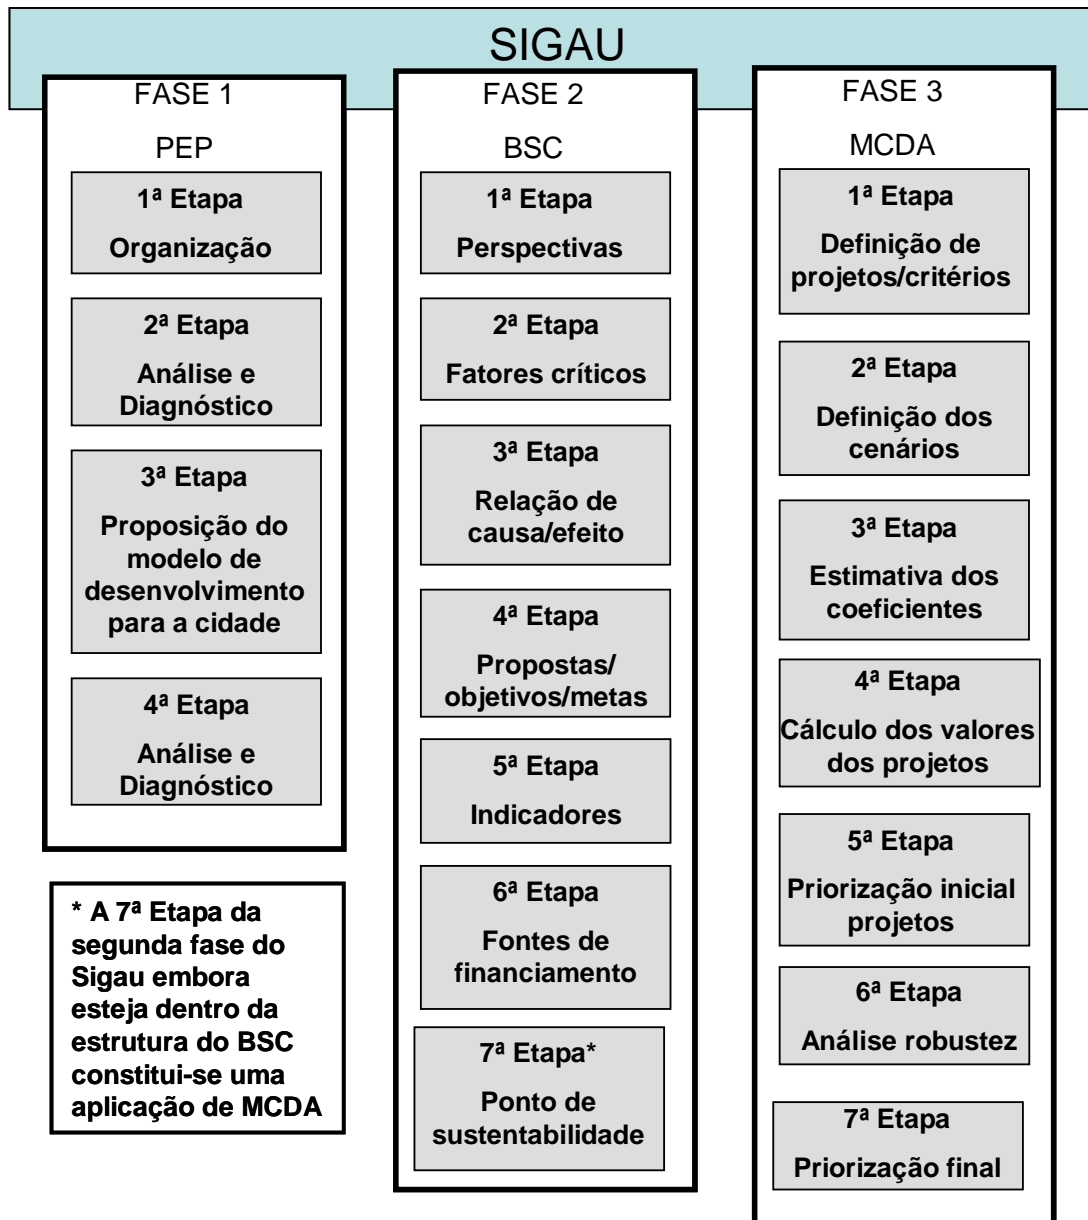 SIGAU
FASE 1
PEP
1ª Etapa
Organização
2ª Etapa
Análise e
Diagnóstico
3ª Etapa
Proposição do
modelo de
desenvolvimento
para a cidade
4ª Etapa
Análise e
Diagnóstico
* A 7ª Etapa da
segunda fase do
Sigau embora
esteja dentro da
estrutura do BSC
constitui-se uma
aplicação de MCDA
FASE 2
BSC
1ª Etapa
Perspectivas
2ª Etapa
Fatores críticos
3ª Etapa
Relação de
causa/efeito
4ª Etapa
Propostas/
objetivos/metas
5ª Etapa
Indicadores
6ª Etapa
Fontes de
financiamento
7ª Etapa*
Ponto de
sustentabilidade
FASE 3
MCDA
1ª Etapa
Definição de
projetos/critérios
2ª Etapa
Definição dos
cenários
3ª Etapa
Estimativa dos
coeficientes
4ª Etapa
Cálculo dos valores
dos projetos
5ª Etapa
Priorização inicial
projetos
6ª Etapa
Análise robustez
7ª Etapa
Priorização final